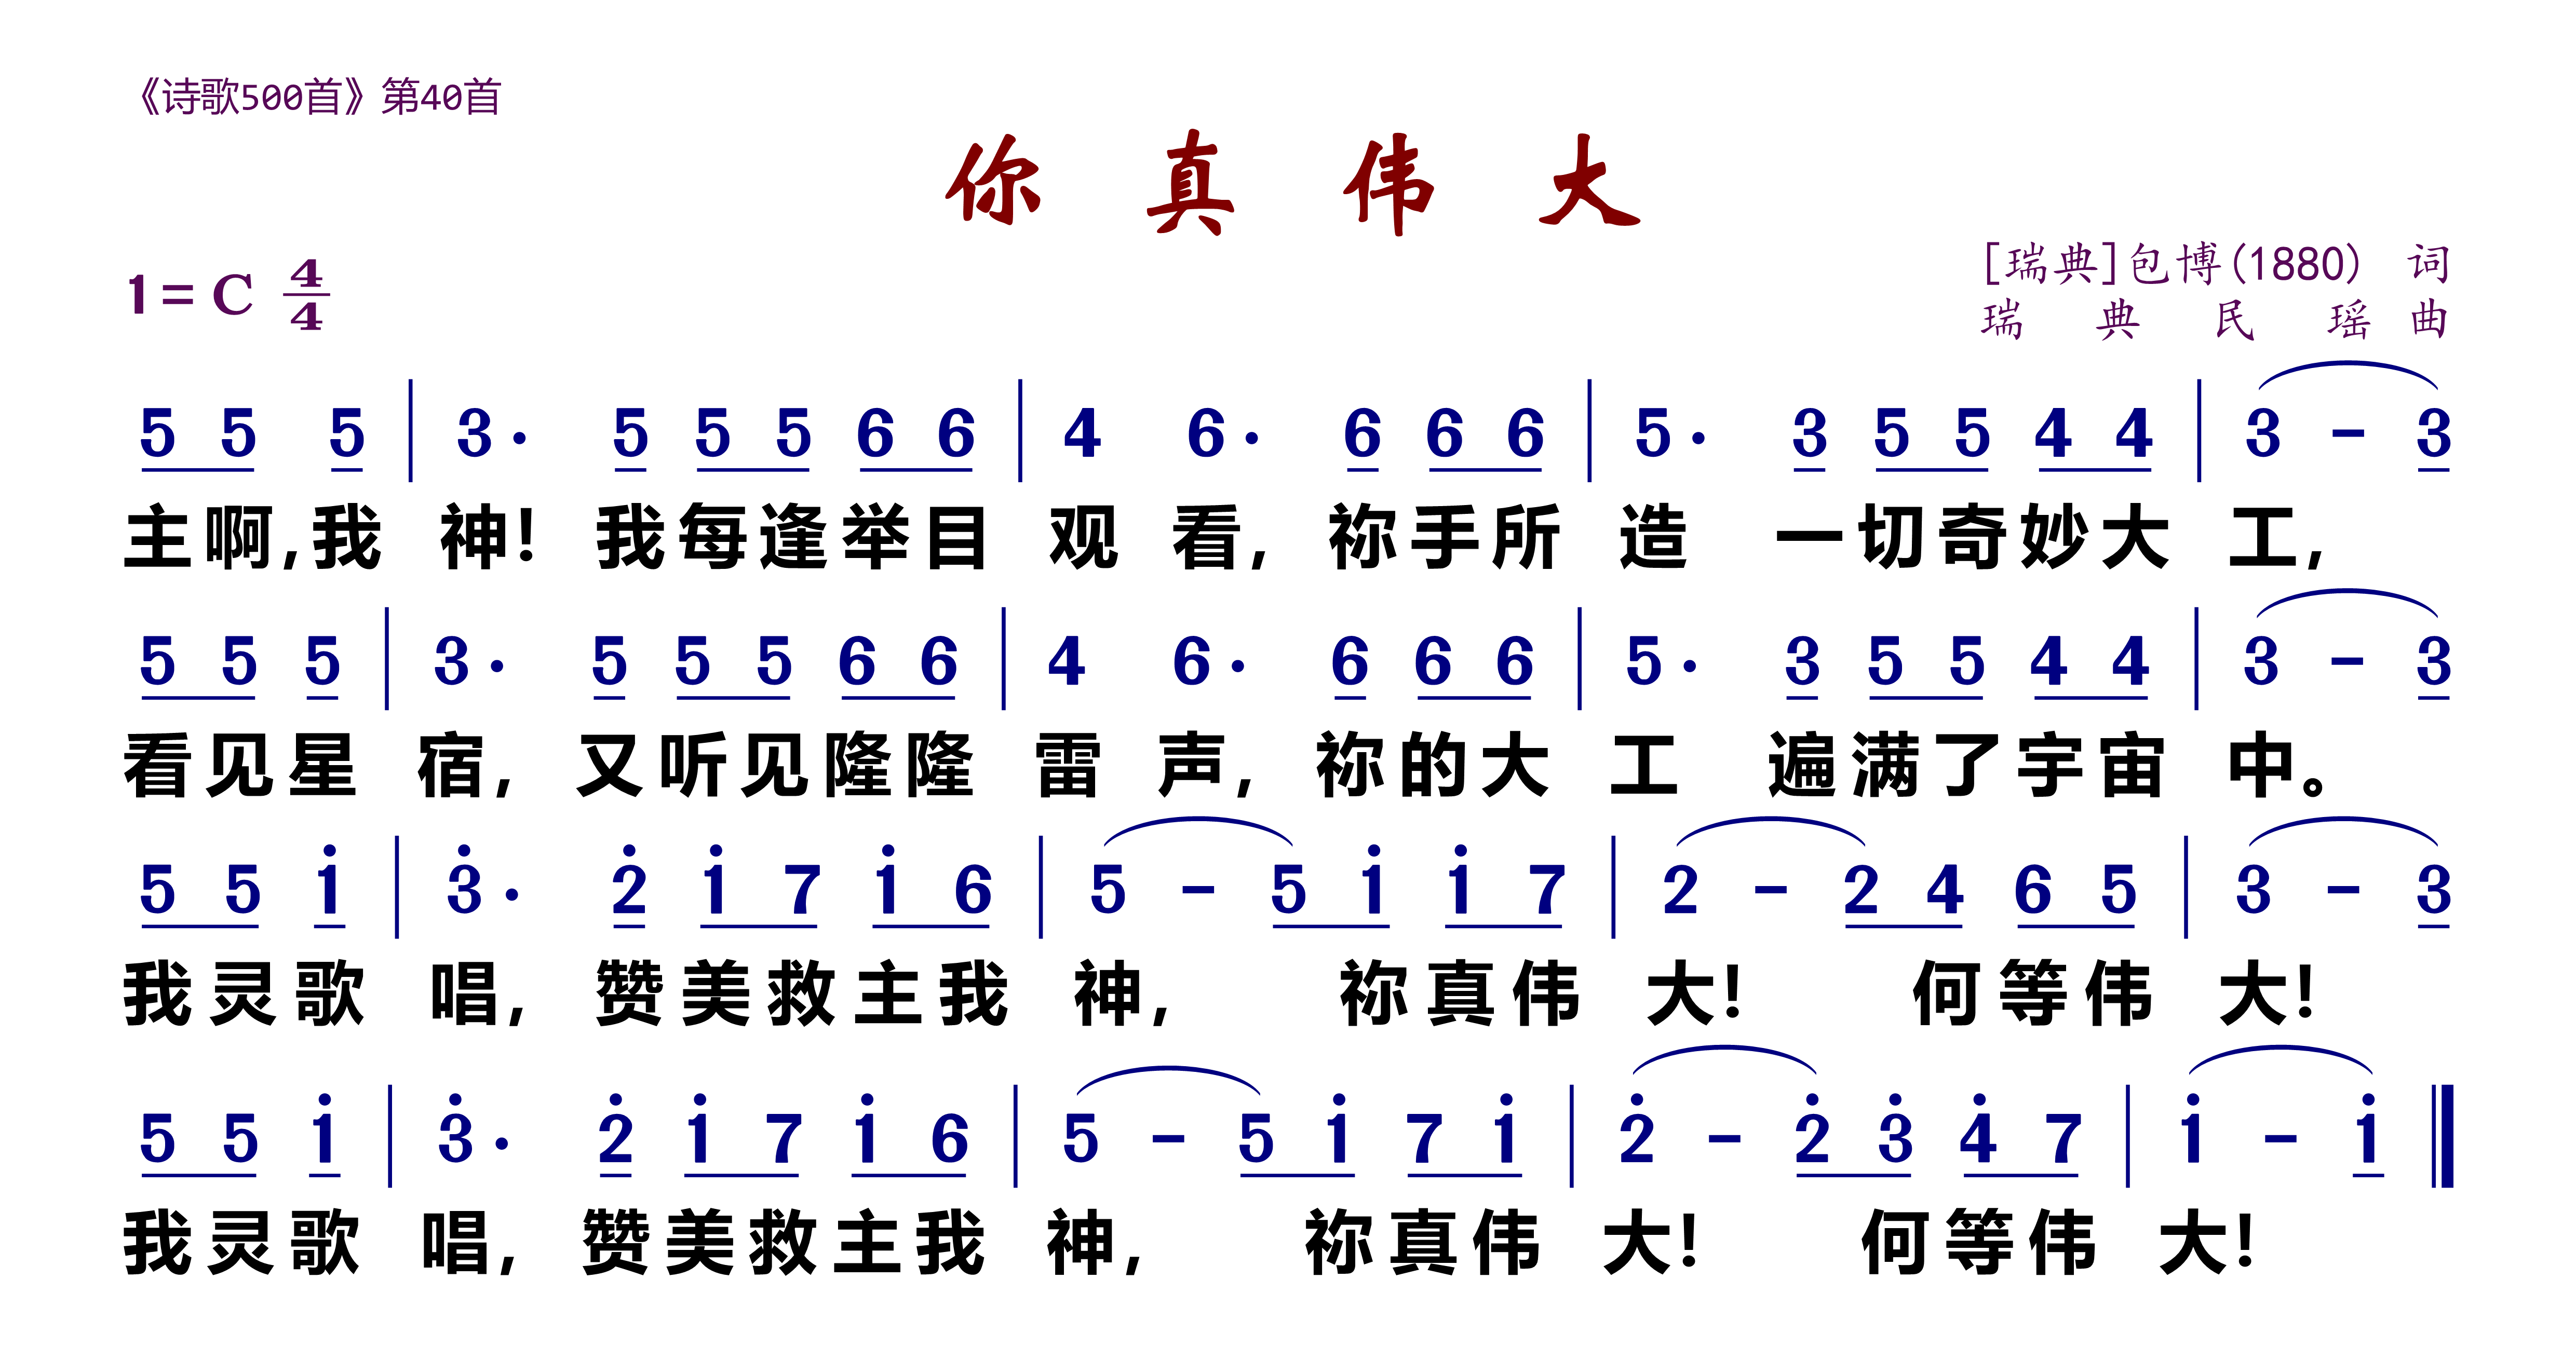 《诗歌500首》第40首
你 真 伟 大
[瑞典]包博(1880) 词
1=C 4/4
瑞 典 民 瑶 曲
5 5 5 | 3· 5 5 5 6 6 | 4 6· 6 6 6 | 5· 3 5 5 4 4 | 3 - 3
主啊,我 神! 我每逢举目 观 看, 祢手所 造 一切奇妙大 工,
5 5 5 | 3· 5 5 5 6 6 | 4 6· 6 6 6 | 5· 3 5 5 4 4 | 3 - 3
看见星 宿, 又听见隆隆 雷 声, 祢的大 工 遍满了宇宙 中。
5 5 1̇ | 3̇· 2̇ 1̇ 7 1̇ 6 | 5 - 5 1̇ 1̇ 7 | 2 - 2 4 6 5 | 3 - 3
我灵歌 唱, 赞美救主我 神, 祢真伟 大! 何等伟 大!
5 5 1̇ | 3̇· 2̇ 1̇ 7 1̇ 6 | 5 - 5 1̇ 7 1̇ | 2̇ - 2̇ 3̇ 4̇ 7 | 1̇ - 1̇
我灵歌 唱, 赞美救主我 神, 祢真伟 大! 何等伟 大!